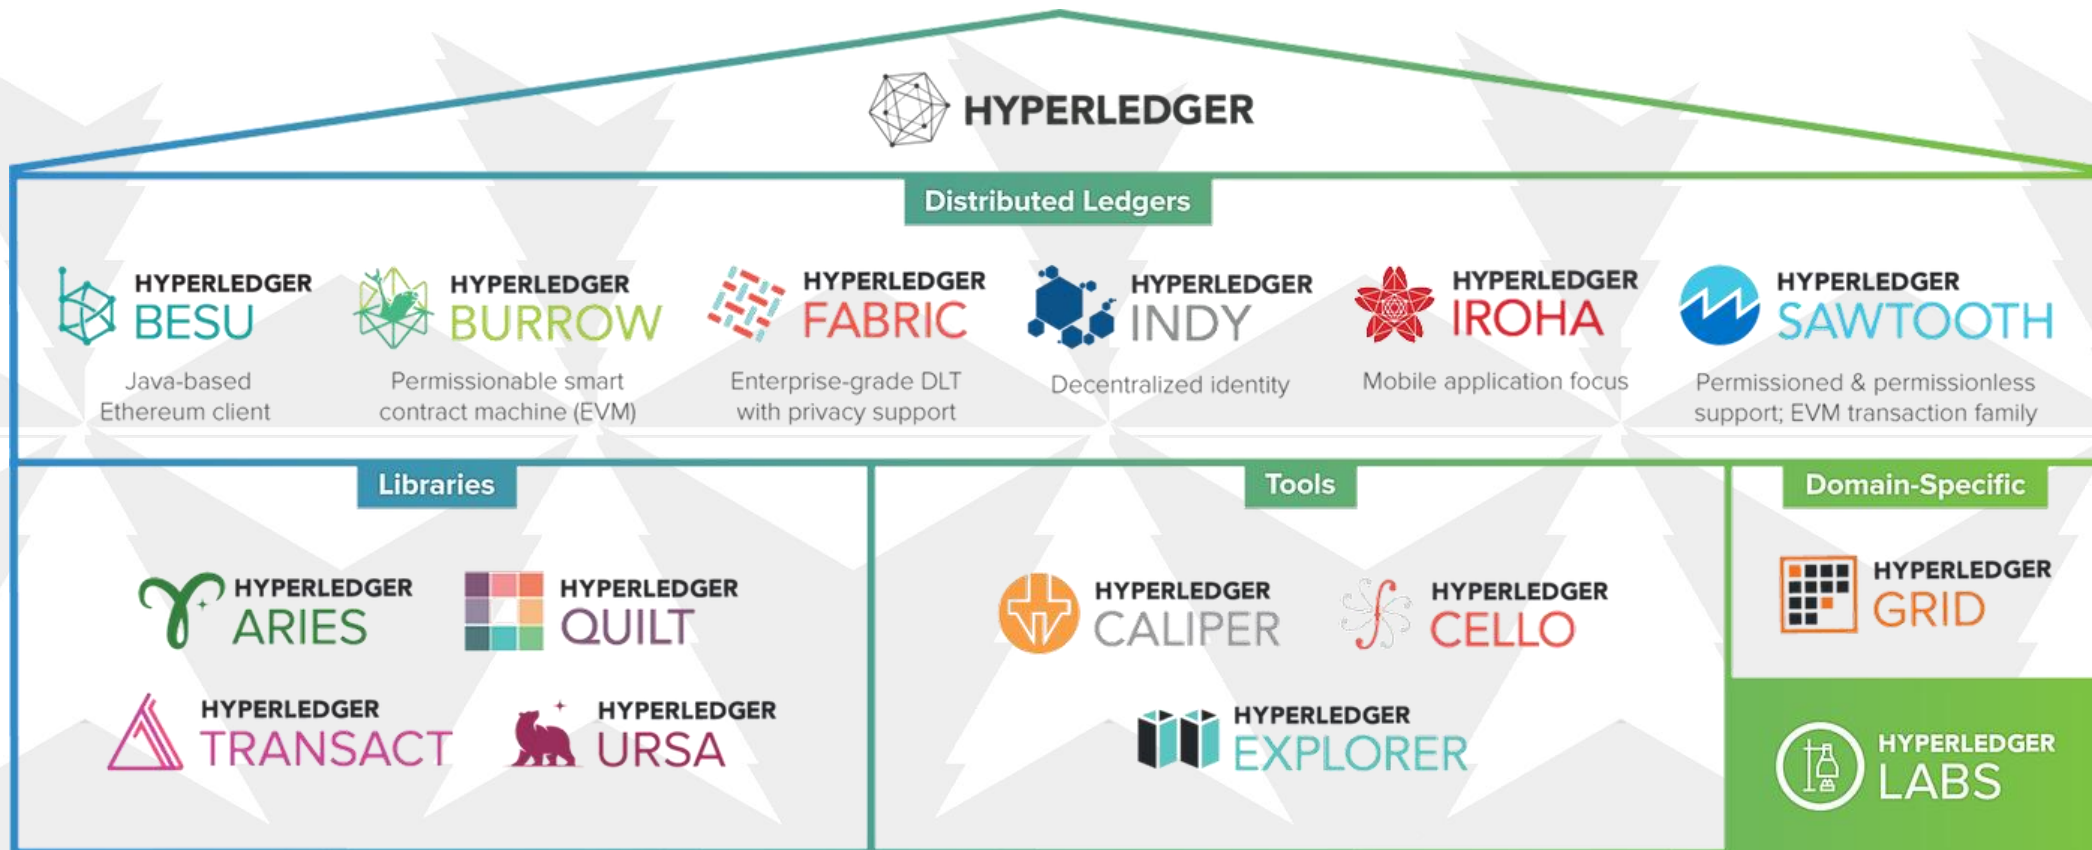 HYPERLEDGER
Distributed Ledgers
HYPERLEDGER
BESU
Java-based
Ethereum client
HYPERLEDGER
BURROW
Permissionable smart
contract machine (EVM)
HYPERLEDGER
FABRIC
Enterprise-grade DLT
with privacy support
HYPERLEDGER
INDY
Decentralized identity
HYPERLEDGER
IROHA
Mobile application focus
HYPERLEDGER
SAWTOOTH
Permissioned & permissionless
support; EVM transaction family
Libraries
HYPERLEDGER
ARIES
HYPERLEDGER
QUILT
HYPERLEDGER
TRANSACT
HYPERLEDGER
URSA
Tools
HYPERLEDGER
CALIPER
HYPERLEDGER
CELLO
HYPERLEDGER
EXPLORER
Domain-Specific
HYPERLEDGER
GRID
HYPERLEDGER
LABS